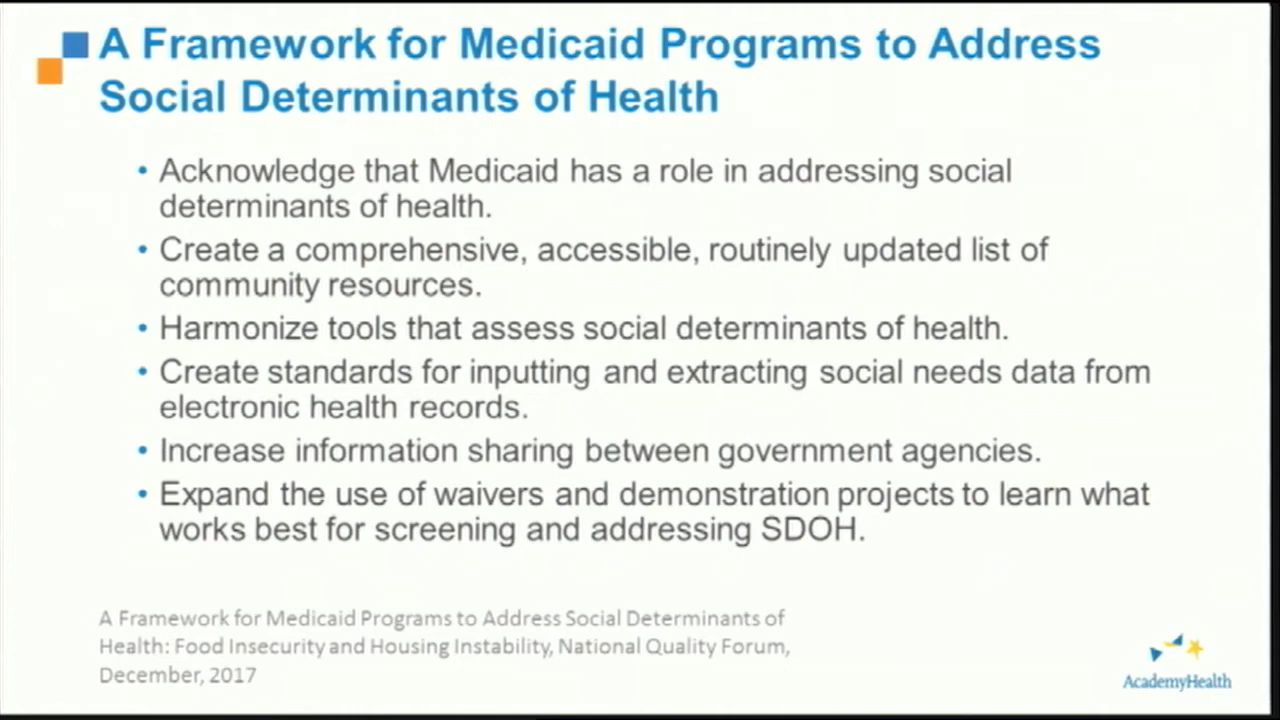 A Framework for Medicaid Programs to Address
Social Determinants of Health
• Acknowledge that Medicaid has a role in addressing social
determinants of health.
• Create a comprehensive, accessible, routinely updated list of
community resources.
• Harmonize tools that assess social determinants of health.
• Create standards for inputting and extracting social needs data from
electronic health records.
• Increase information sharing between government agencies.
• Expand the use of waivers and demonstration projects to learn what
works best for screening and addressing SDOH.
A Framework for Medicaid Programs to Address Social Determinants of
Health: Food Insecurity and Housing Instability, National Quality Forum,
December, 2017
AcademyHealth